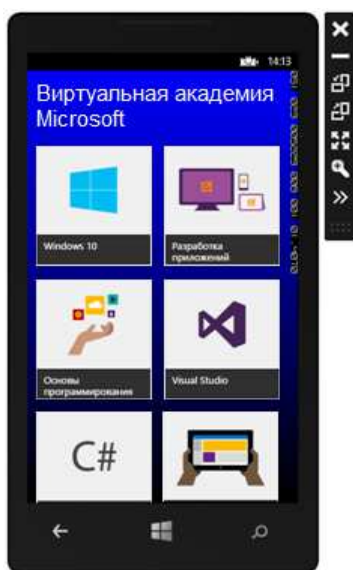 14:13
Виртуальная академия
Microsoft
Windows 10
Разработка
приложений
Основы
программирования
Visual Studio
C#